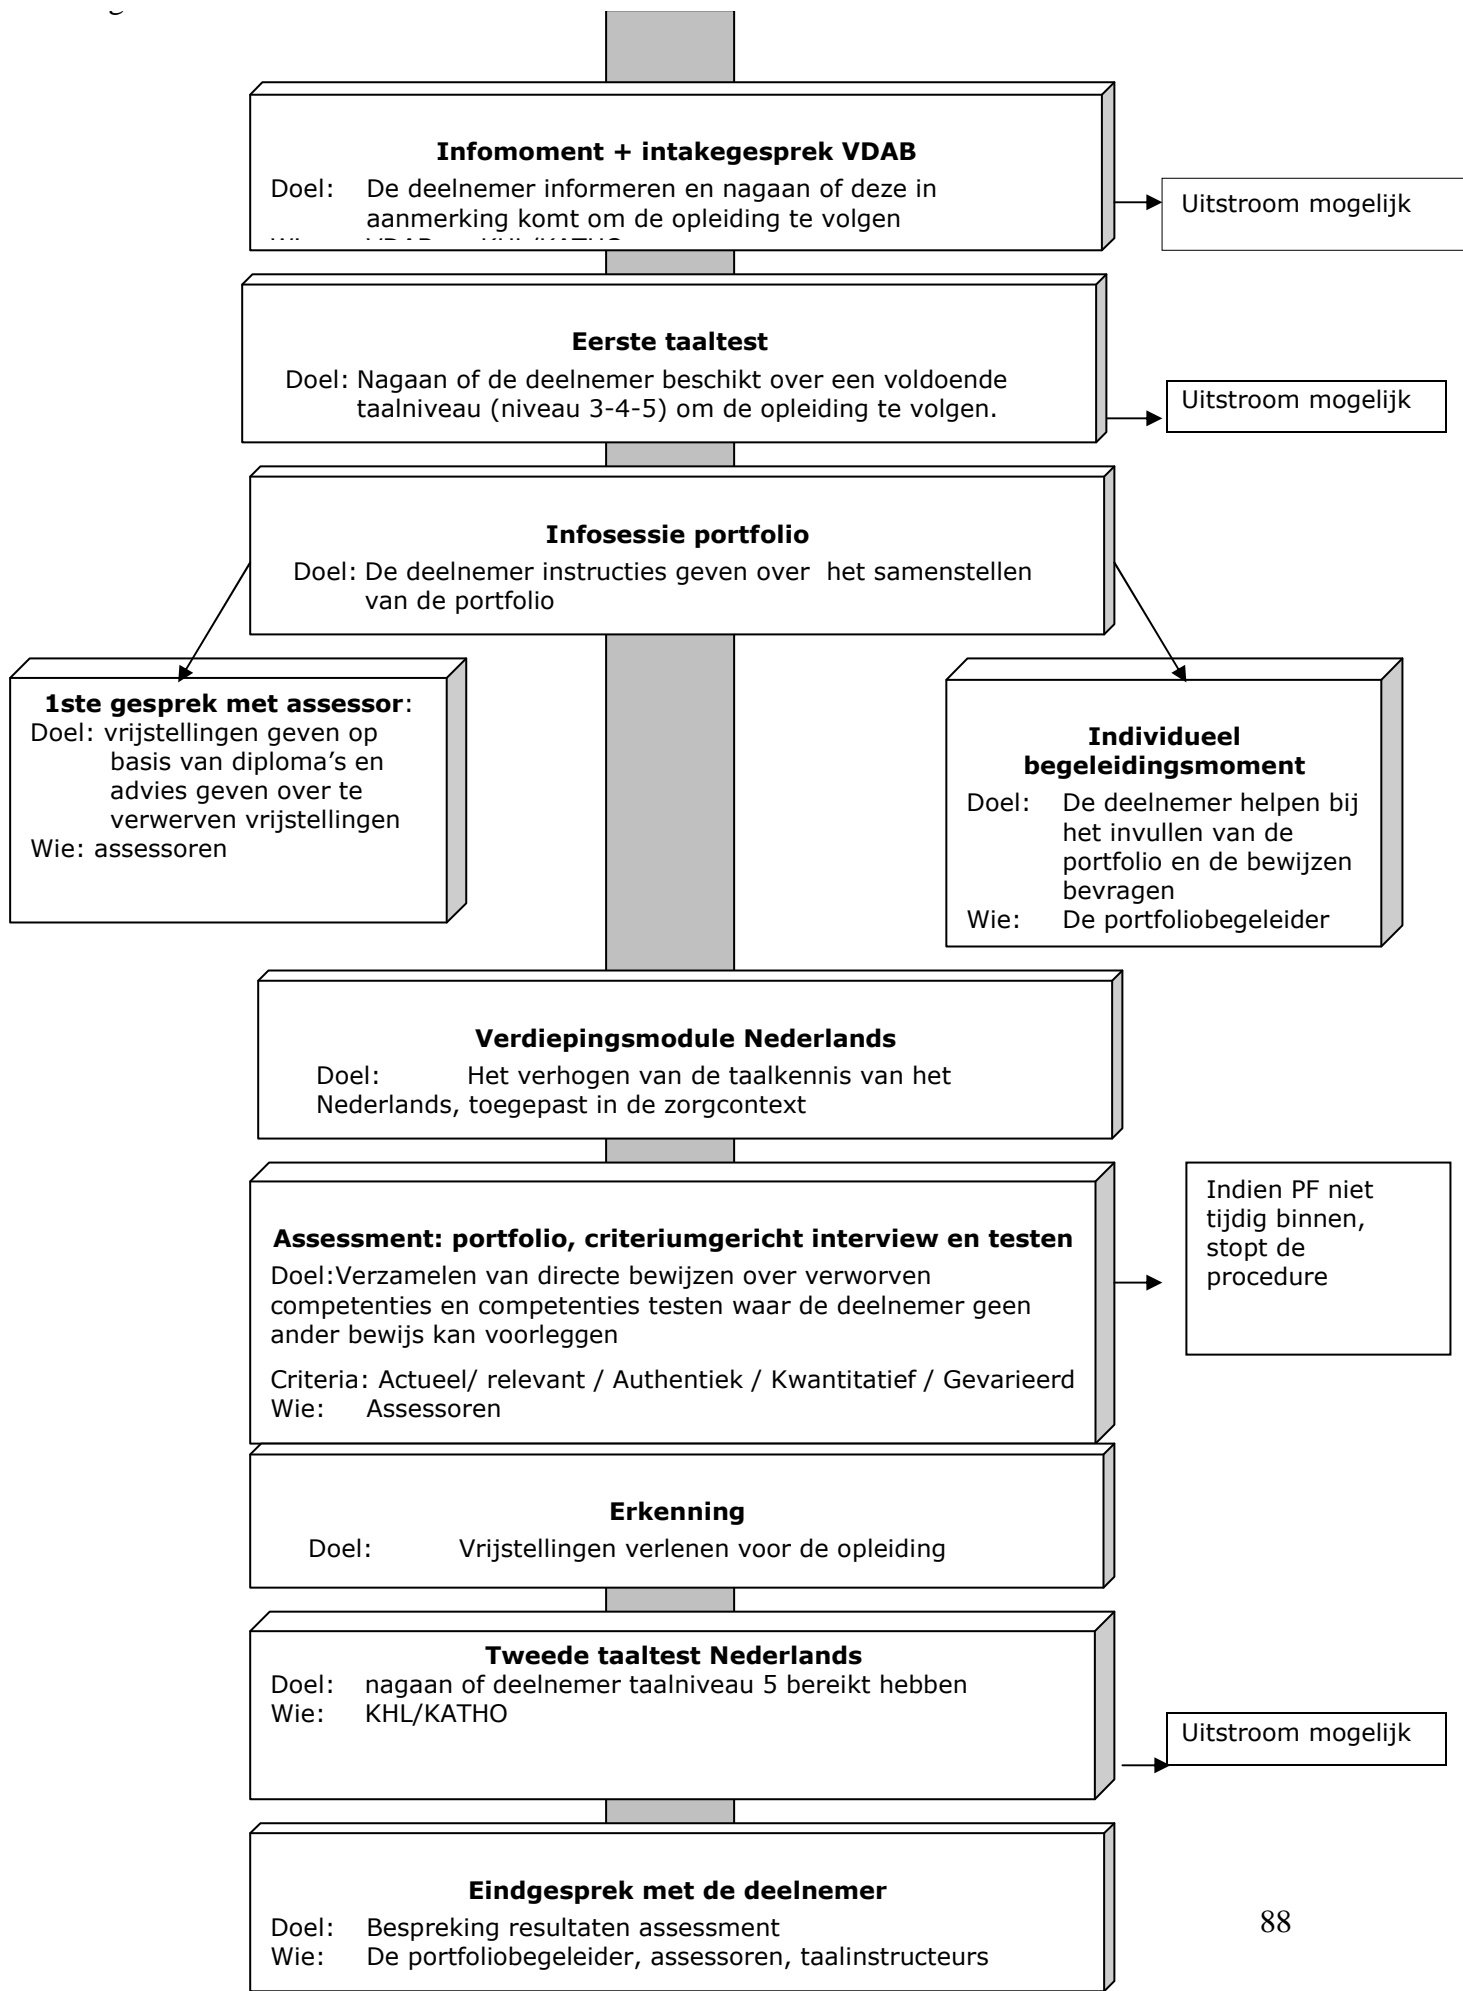 Infomoment + intakegesprek VDAB
Doel: De deelnemer informeren en nagaan of deze in
aanmerking komt om de opleiding te volgen
Uitstroom mogelijk
Eerste taaltest
Doel: Nagaan of de deelnemer beschikt over een voldoende
taalniveau (niveau 3-4-5) om de opleiding te volgen.
Uitstroom mogelijk
Infosessie portfolio
Doel: De deelnemer instructies geven over het samenstellen
van de portfolio
1ste gesprek met assessor:
Doel: vrijstellingen geven op
basis van diploma's en
advies geven over te
verwerven vrijstellingen
Wie: assessoren
Individueel
begeleidingsmoment
Doel: De deelnemer helpen bij
het invullen van de
portfolio en de bewijzen
bevragen
Wie: De portfoliobegeleider
Verdiepingsmodule Nederlands
Doel: Het verhogen van de taalkennis van het
Nederlands, toegepast in de zorgcontext
Assessment: portfolio, criteriumgericht interview en testen
Doel:Verzamelen van directe bewijzen over verworven
competenties en competenties testen waar de deelnemer geen
ander bewijs kan voorleggen
Criteria: Actueel/ relevant / Authentiek / Kwantitatief / Gevarieerd
Wie: Assessoren
Indien PF niet
tijdig binnen,
stopt de
procedure
Erkenning
Doel: Vrijstellingen verlenen voor de opleiding
Tweede taaltest Nederlands
Doel: nagaan of deelnemer taalniveau 5 bereikt hebben
Wie: KHL/KATHO
Uitstroom mogelijk
Eindgesprek met de deelnemer
Doel: Bespreking resultaten assessment
Wie: De portfoliobegeleider, assessoren, taalinstructeurs
88